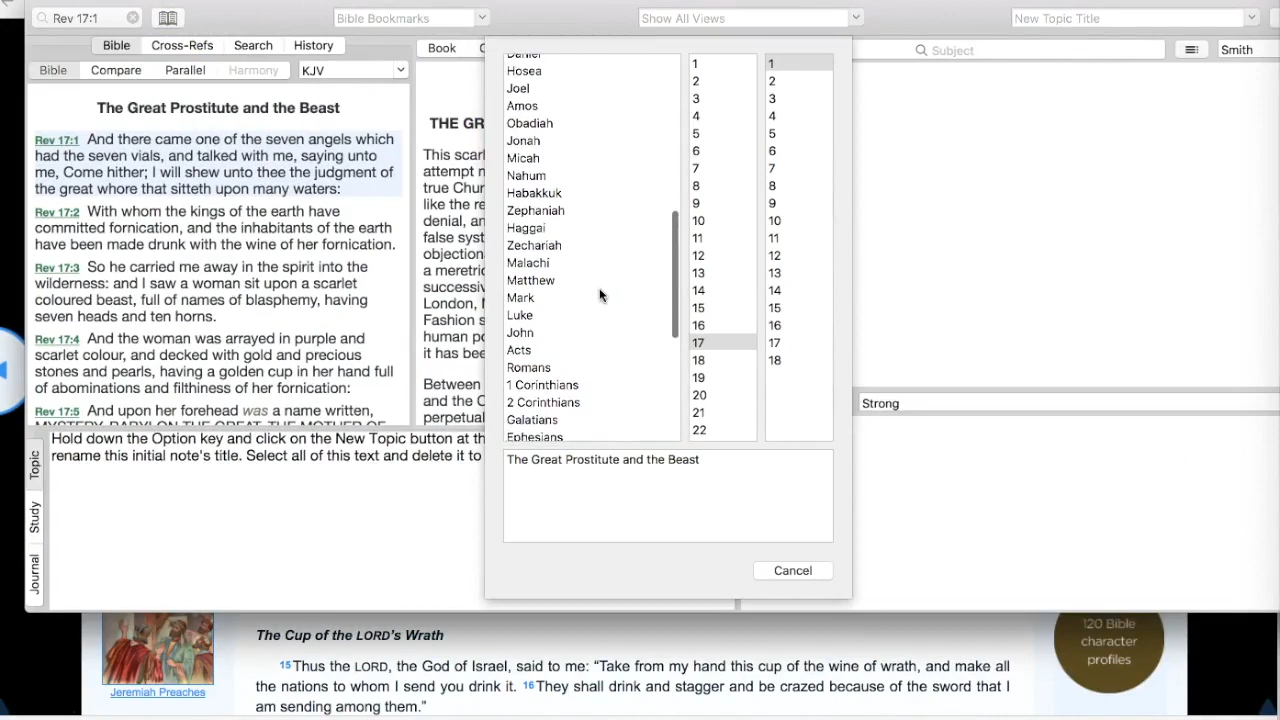 Rev 17:1
Bible Bookmarks
Show All Views
New Topic Title
Bible
Cross-Refs
Search
History
Bible
Compare
Parallel
Harmony
KJV
The Great Prostitute and the Beast
Rev 17:1 And there came one of the seven angels which
had the seven vials, and talked with me, saying unto
me, Come hither; I will shew unto thee the judgment of
the great whore that sitteth upon many waters:
Rev 17:2 With whom the kings of the earth have
committed fornication, and the inhabitants of the earth
have been made drunk with the wine of her fornication.
Rev 17:3 So he carried me away in the spirit into the
wilderness: and I saw a woman sit upon a scarlet
coloured beast, full of names of blasphemy, having
seven heads and ten horns.
Rev 17:4 And the woman was arrayed in purple and
scarlet colour, and decked with gold and precious
stones and pearls, having a golden cup in her hand full
of abominations and filthiness of her fornication:
Rev 17:5 And upon her forehead was a name written,
MYSTERY, BABYLON THE GREAT, THE MOTHER OF
Book
THE GR
This scarl
attempt
true Chur
like the re
denial, an
false syst
objection
a meretric
successiv
London,
Fashion s
human po
it has bee
Between
and the C
perpetual
Daniel
Hosea
Joel
Amos
Obadiah
Jonah
Micah
Nahum
Habakkuk
Zephaniah
Haggai
Zechariah
Malachi
Matthew
Mark
Luke
John
Acts
Romans
1 Corinthians
2 Corinthians
Galatians
Ephesians
1
2
3
4
5
6
7
8
9
10
11
12
13
14
15
16
17
18
19
20
21
22
1
2
3
4
5
6
7
8
9
10
11
12
13
14
15
16
17
18
The Great Prostitute and the Beast
Cancel
Subject
Smith
Strong
Topic
Study
Journal
Hold down the Option key and click on the New Topic button at th
rename this initial note's title. Select all of this text and delete it to
Jeremiah Preaches
The Cup of the LORD's Wrath
15 Thus the LORD, the God of Israel, said to me: “Take from my hand this cup of the wine of wrath, and make all
the nations to whom I send you drink it. 16 They shall drink and stagger and be crazed because of the sword that I
am sending among them.”
120 Bible
character
profiles